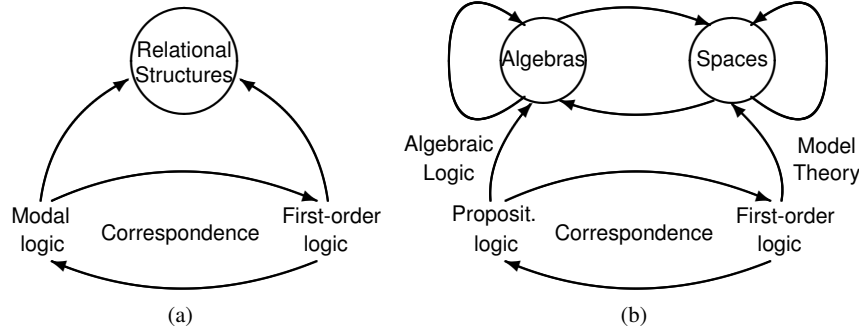 Relational
Structures
Modal
logic
Correspondence
First-order
logic
(a)
Algebras
Spaces
Algebraic
Logic
Model
Theory
Proposit.
logic
Correspondence
First-order
logic
(b)